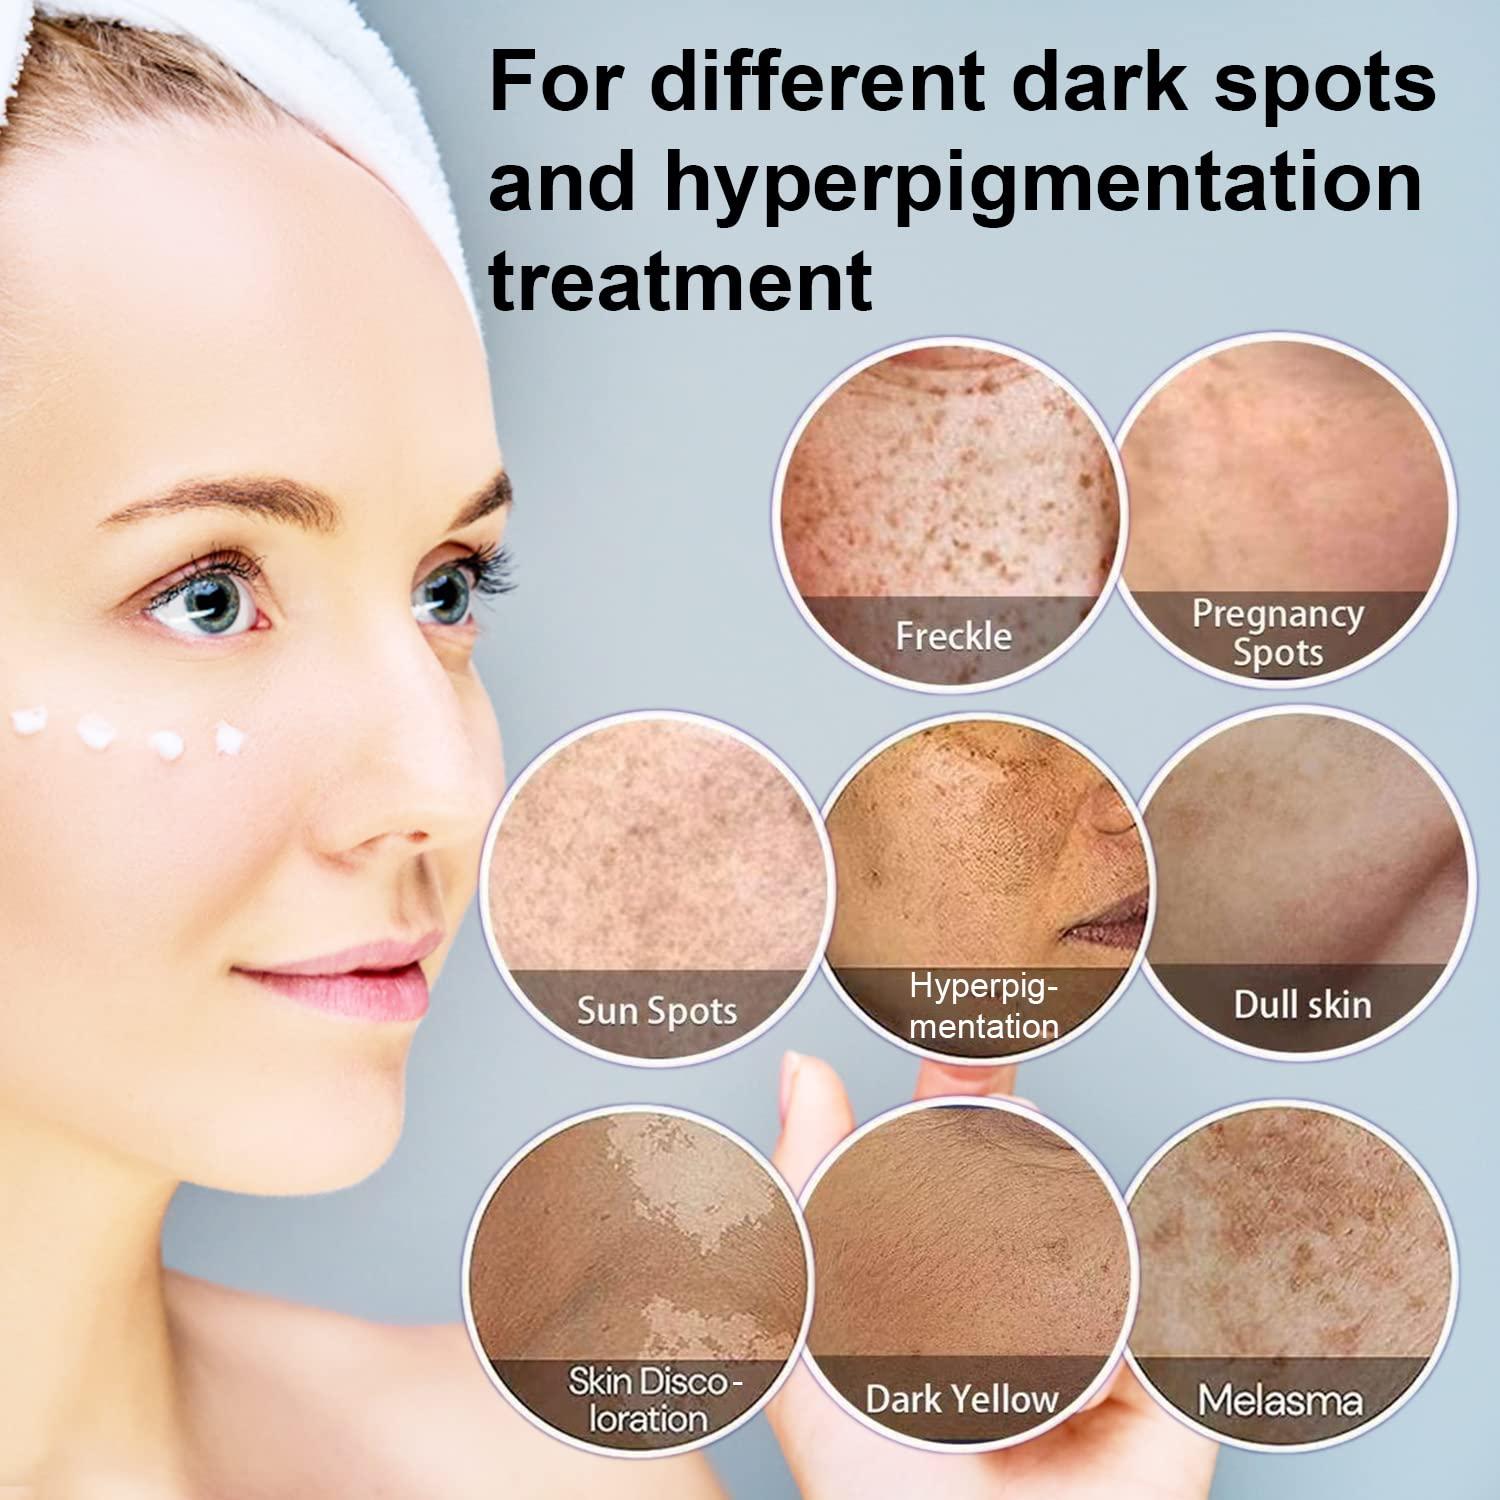 For different dark spots
and hyperpigmentation
treatment
Freckle
Pregnancy
Spots
Sun Spots
Hyperpig-
mentation
Dull skin
Skin Disco-
loration
Dark Yellow
Melasma